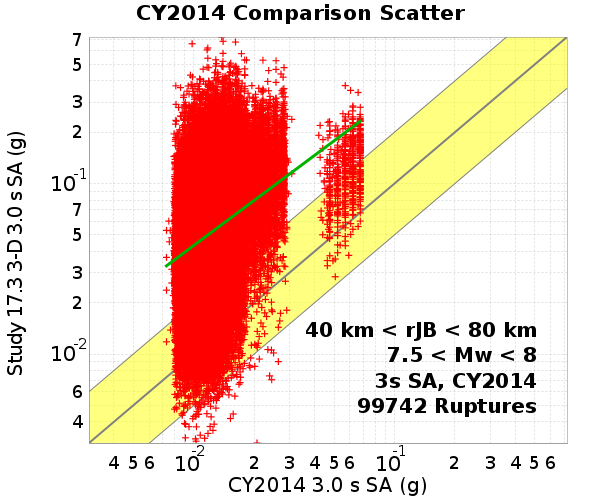 CY2014 Comparison Scatter
Study 17.3 3-D 3.0 s SA (g)
7
5
3
2
10-1
7
5
3
2
10-2
6
4
40 km < rJB < 80 km
7.5 < Mw < 8
3s SA, CY2014
99742 Ruptures
4 5 6 10-2 2 3 4 5 6 10-1 2 3 4 5 6
CY2014 3.0 s SA (g)